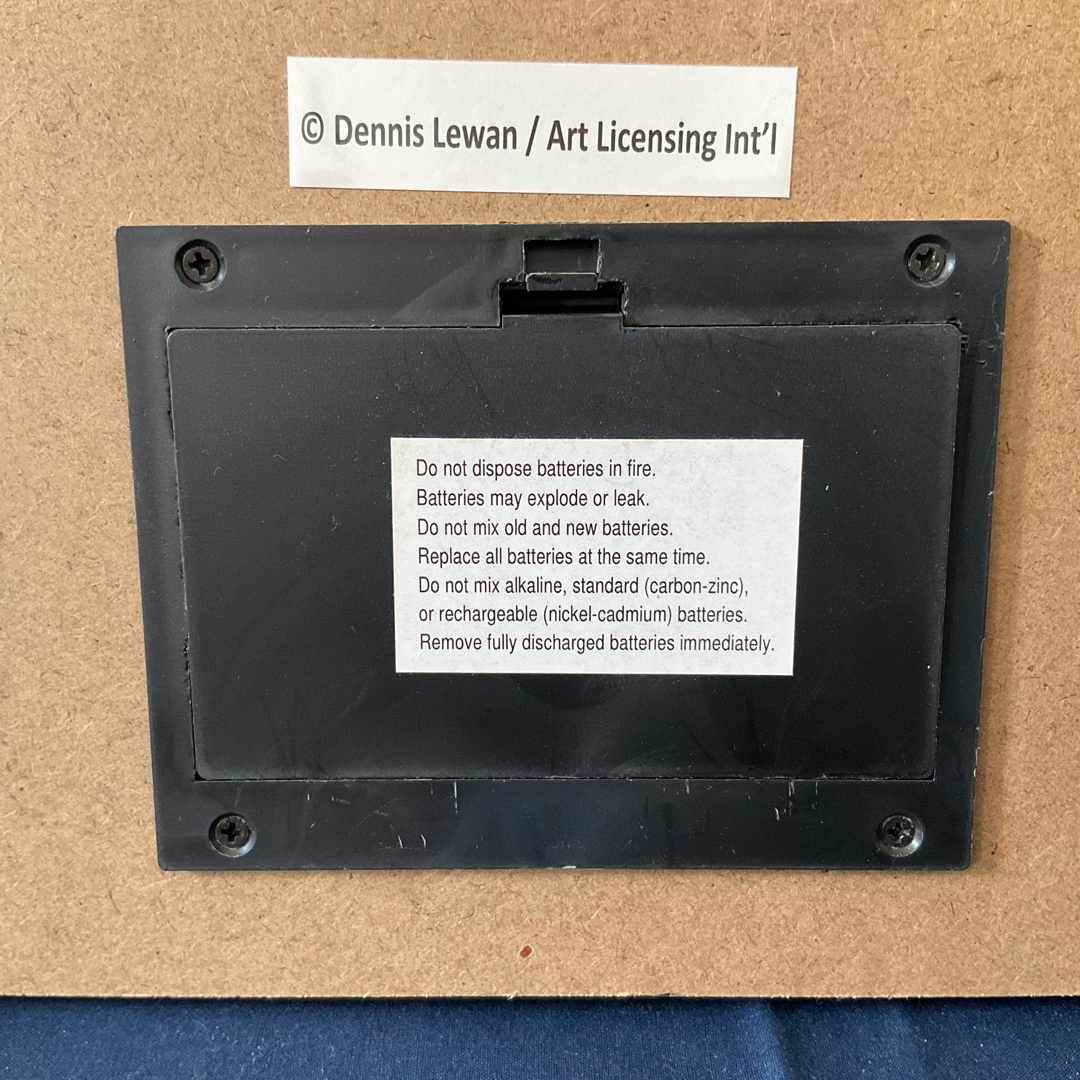 © Dennis Lewan / Art Licensing Int'l
Do not dispose batteries in fire.
Batteries may explode or leak.
Do not mix old and new batteries.
Replace all batteries at the same time.
Do not mix alkaline, standard (carbon-zinc),
or rechargeable (nickel-cadmium) batteries.
Remove fully discharged batteries immediately.